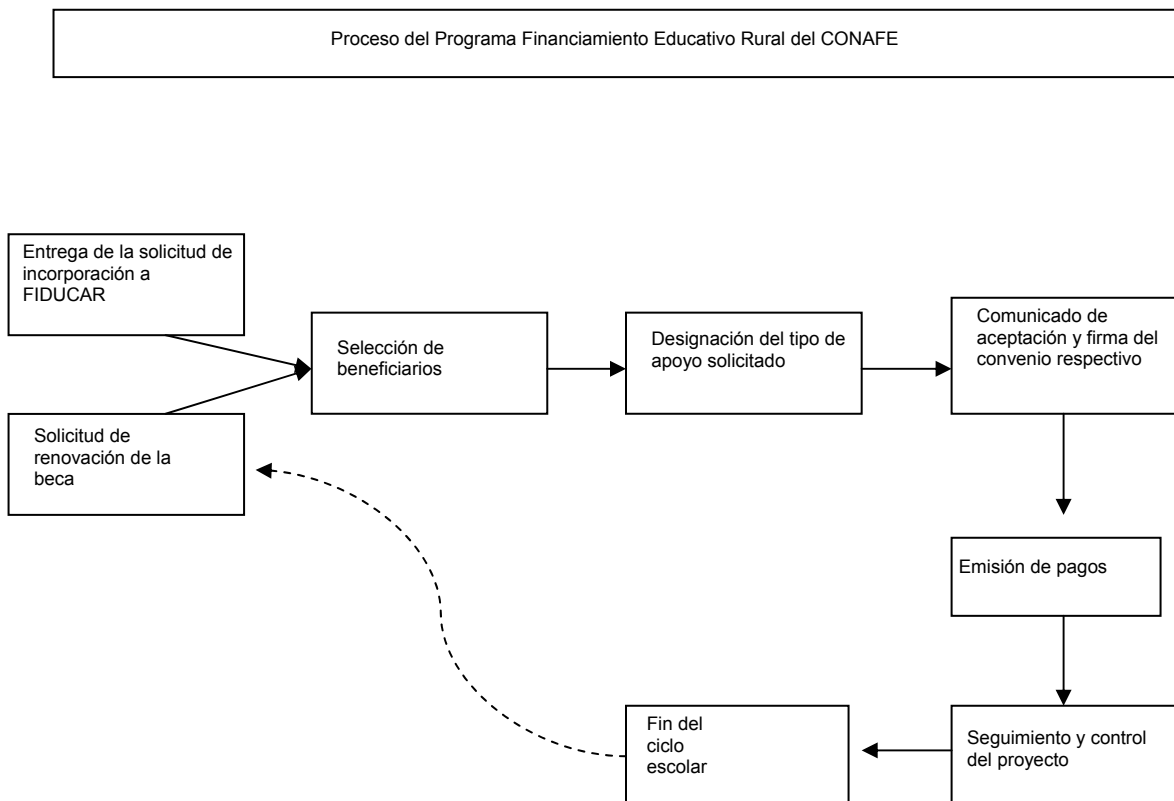 Proceso del Programa Financiamiento Educativo Rural del CONAFE
Entrega de la solicitud de
incorporación a
FIDUCAR
Selección de
beneficiarios
Designación del tipo de
apoyo solicitado
Comunicado de
aceptación y firma del
convenio respectivo
Solicitud de
renovación de la
beca
Emisión de pagos
Seguimiento y control
del proyecto
Fin del
ciclo
escolar